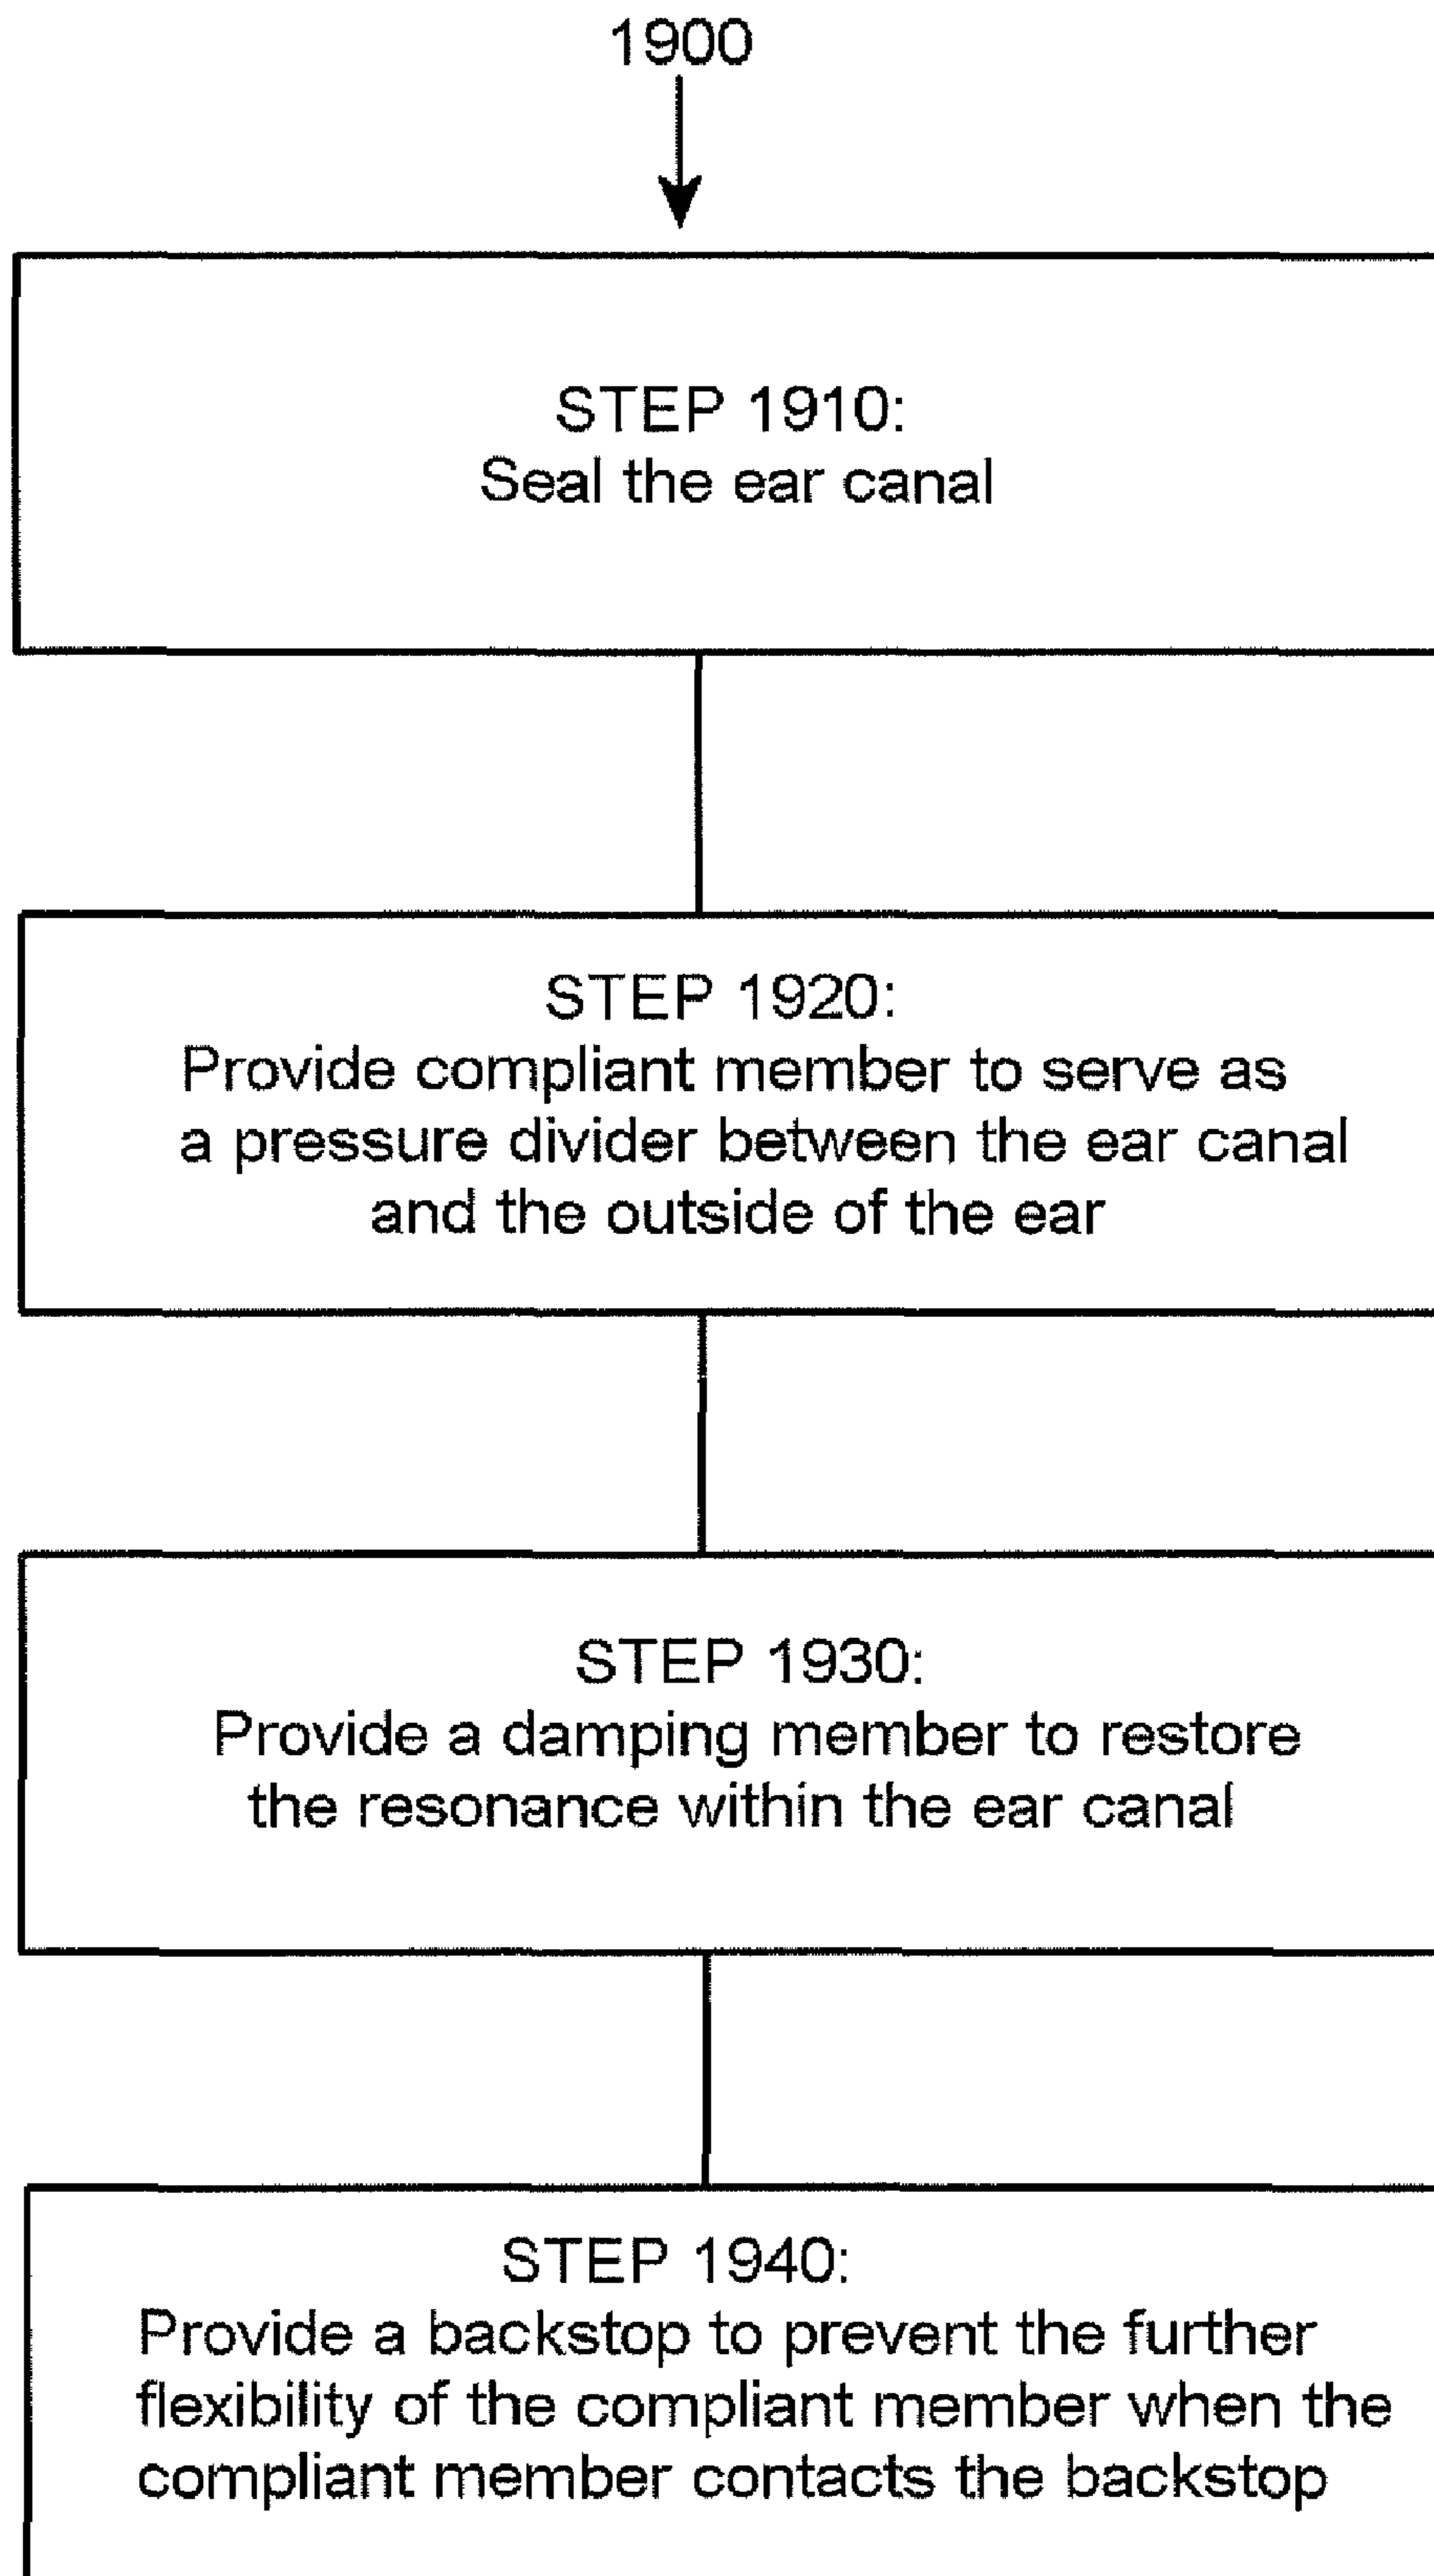 1900
STEP 1910:
Seal the ear canal
STEP 1920:
Provide compliant member to serve as
a pressure divider between the ear canal
and the outside of the ear
STEP 1930:
Provide a damping member to restore
the resonance within the ear canal
STEP 1940:
Provide a backstop to prevent the further
flexibility of the compliant member when the
compliant member contacts the backstop